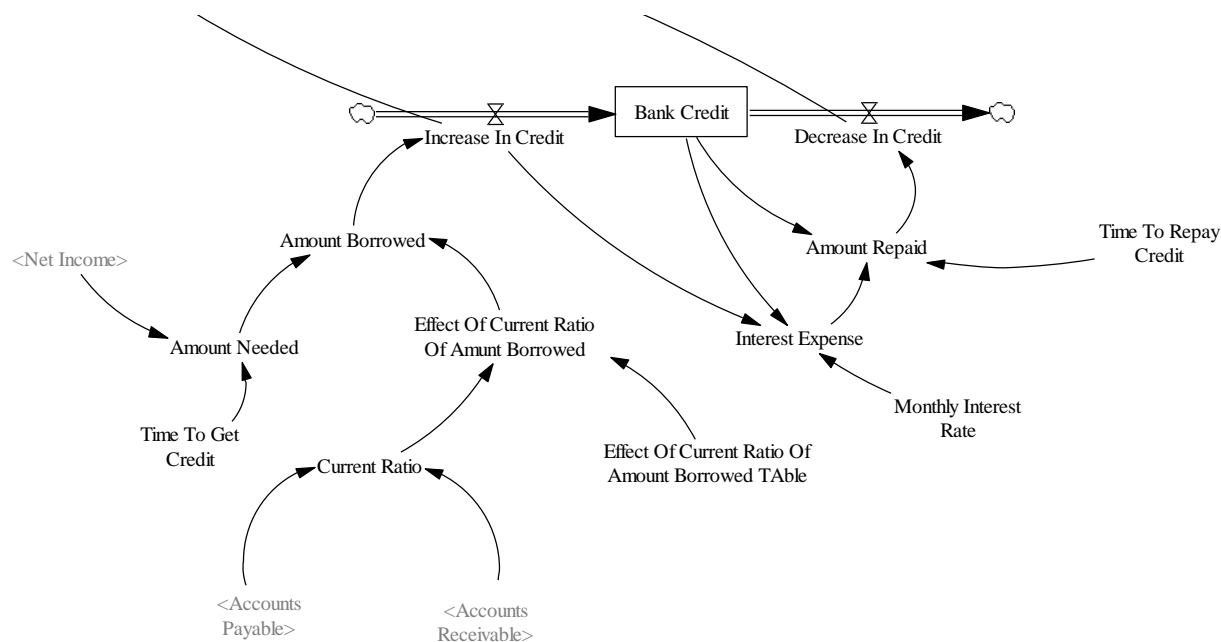 Bank Credit
Increase In Credit
Decrease In Credit
Amount Borrowed
Amount Repaid
Time To Repay
Credit
<Net Income>
Effect Of Current Ratio
Of Amunt Borrowed
Amount Needed
Interest Expense
Monthly Interest
Rate
Time To Get
Credit
Current Ratio
Effect Of Current Ratio Of
Amount Borrowed TAble
<Accounts
Payable>
<Accounts
Receivable>